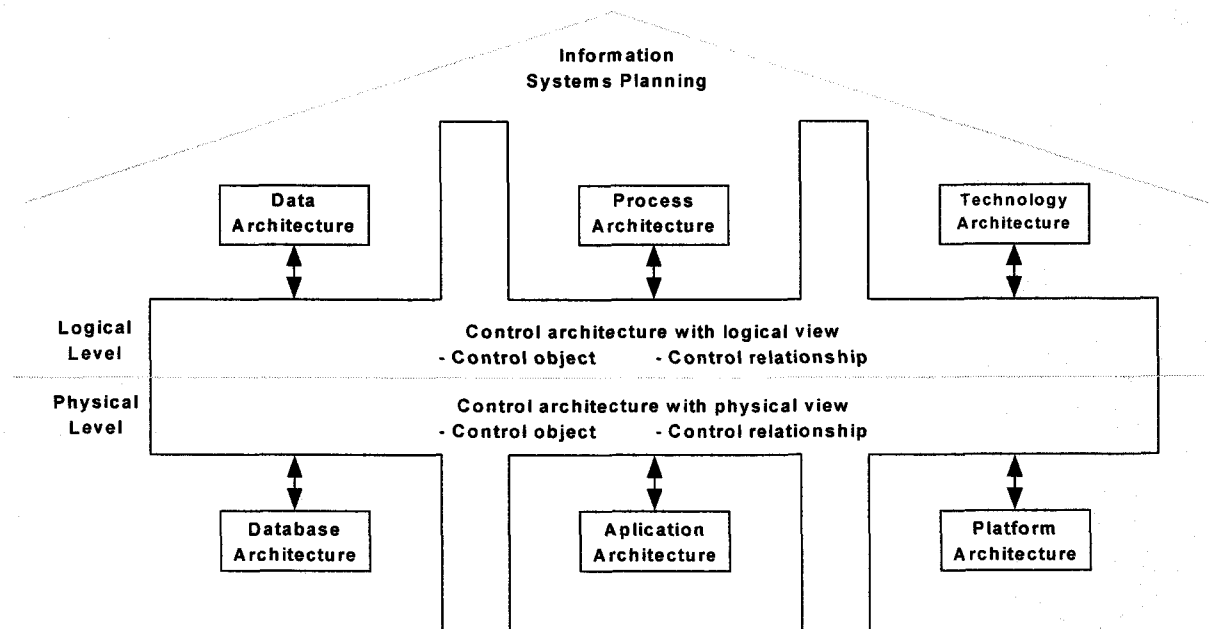 Information
Systems Planning
Data
Architecture
Process
Architecture
Technology
Architecture
Logical
Level
Control architecture with logical view
- Control object - Control relationship
Physical
Level
Control architecture with physical view
- Control object - Control relationship
Database
Architecture
Aplication
Architecture
Platform
Architecture